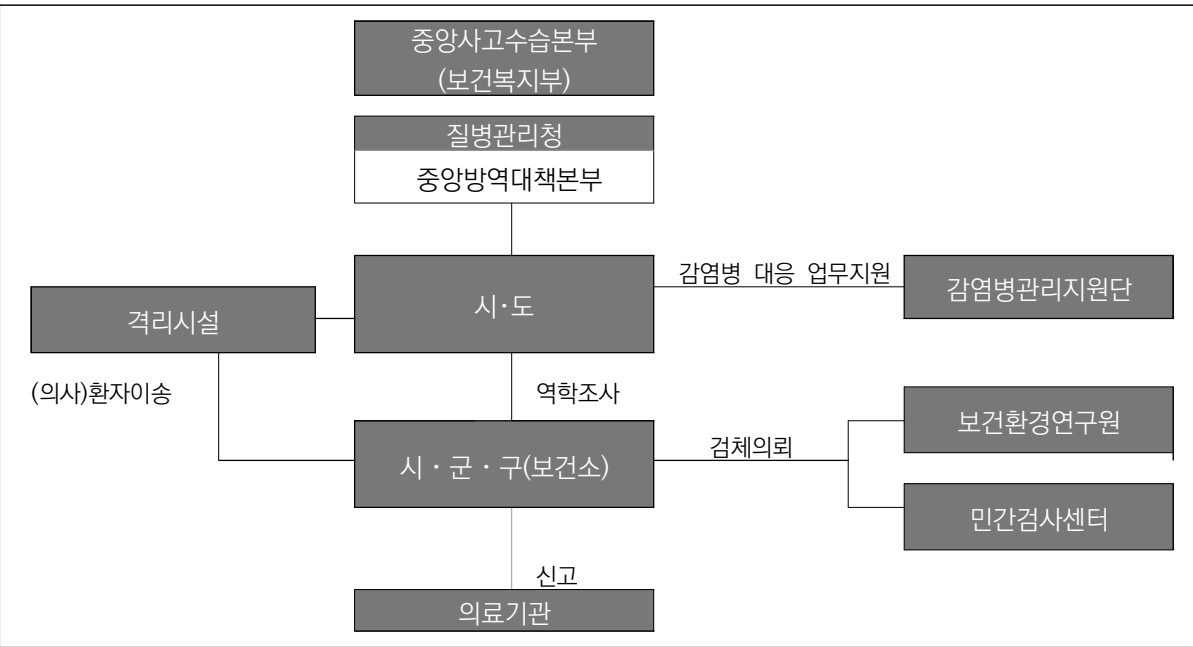 중앙사고수습본부
(보건복지부)
질병관리청
중앙방역대책본부
감염병 대응 업무지원
시·도
감염병관리지원단
격리시설
(의사)환자이송
역학조사
보건환경연구원
시·군·구(보건소)
검체의뢰
민간검사센터
신고
의료기관